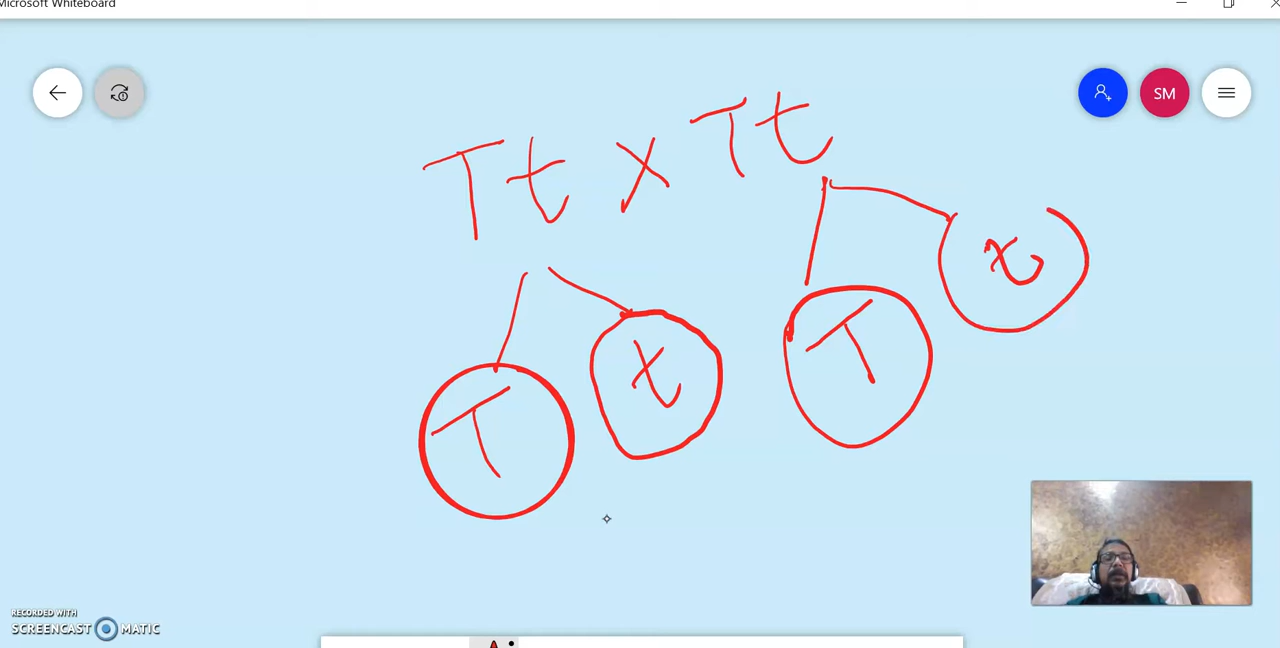 Microsoft Whiteboard
SM
Tt x Tt
t
T
t
T
RECORDED WITH
SCREENCAST MATIC